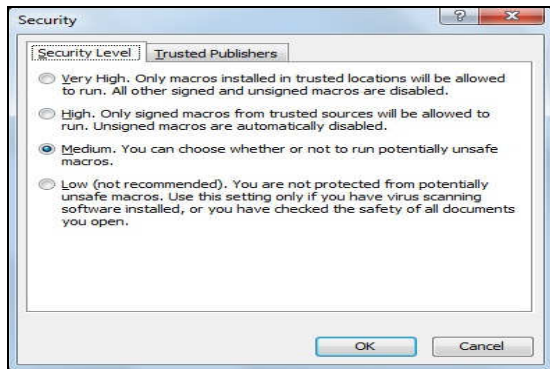 Security
Security Level Trusted Publishers
Very High. Only macros installed in trusted locations will be allowed
to run. All other signed and unsigned macros are disabled.
High. Only signed macros from trusted sources will be allowed to
run. Unsigned macros are automatically disabled.
Medium. You can choose whether or not to run potentially unsafe
macros.
Low (not recommended). You are not protected from potentially
unsafe macros. Use this setting only if you have virus scanning
software installed, or you have checked the safety of all documents
you open.
OK Cancel